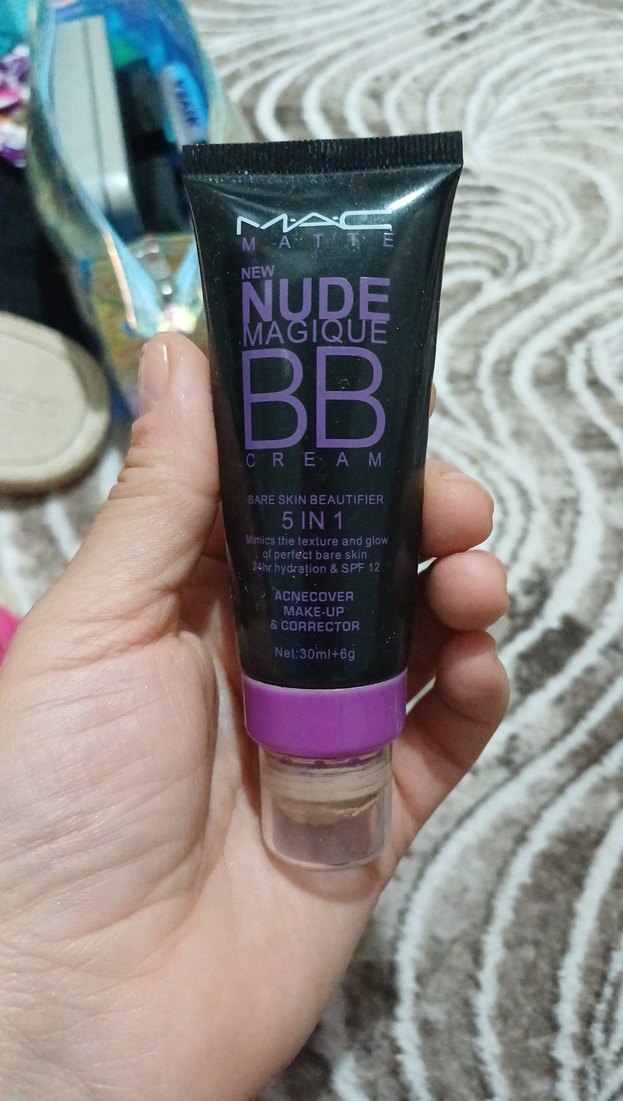 M·A·C
MATTE
NEW
NUDE
MAGIQUE
BB
CREAM
BARE SKIN BEAUTIFIER
5 IN 1
Mimics the texture and glow
of perfect bare skin
24hr hydration & SPF 12
ACNECOVER
MAKE-UP
& CORRECTOR
Net:30ml+6g